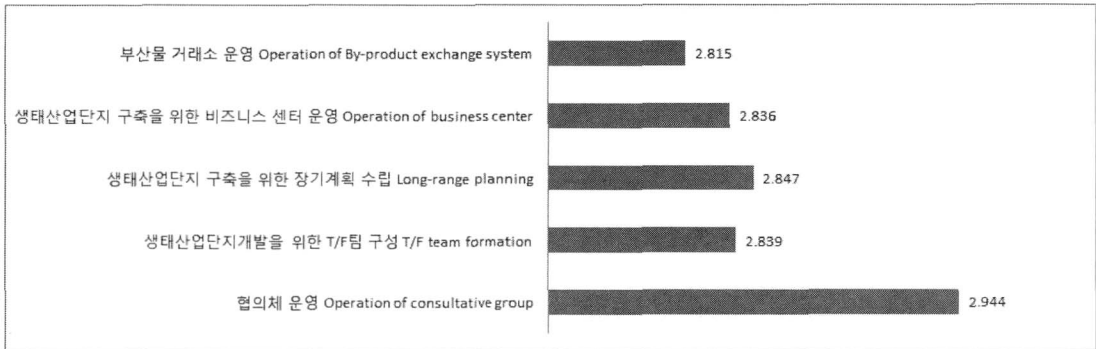 부산물 거래소 운영 Operation of By-product exchange system
2.815
생태산업단지 구축을 위한 비즈니스 센터 운영 Operation of business center
2.836
생태산업단지 구축을 위한 장기계획 수립 Long-range planning
2.847
생태산업단지개발을 위한 T/F팀 구성 T/F team formation
2.839
협의체 운영 Operation of consultative group
2.944